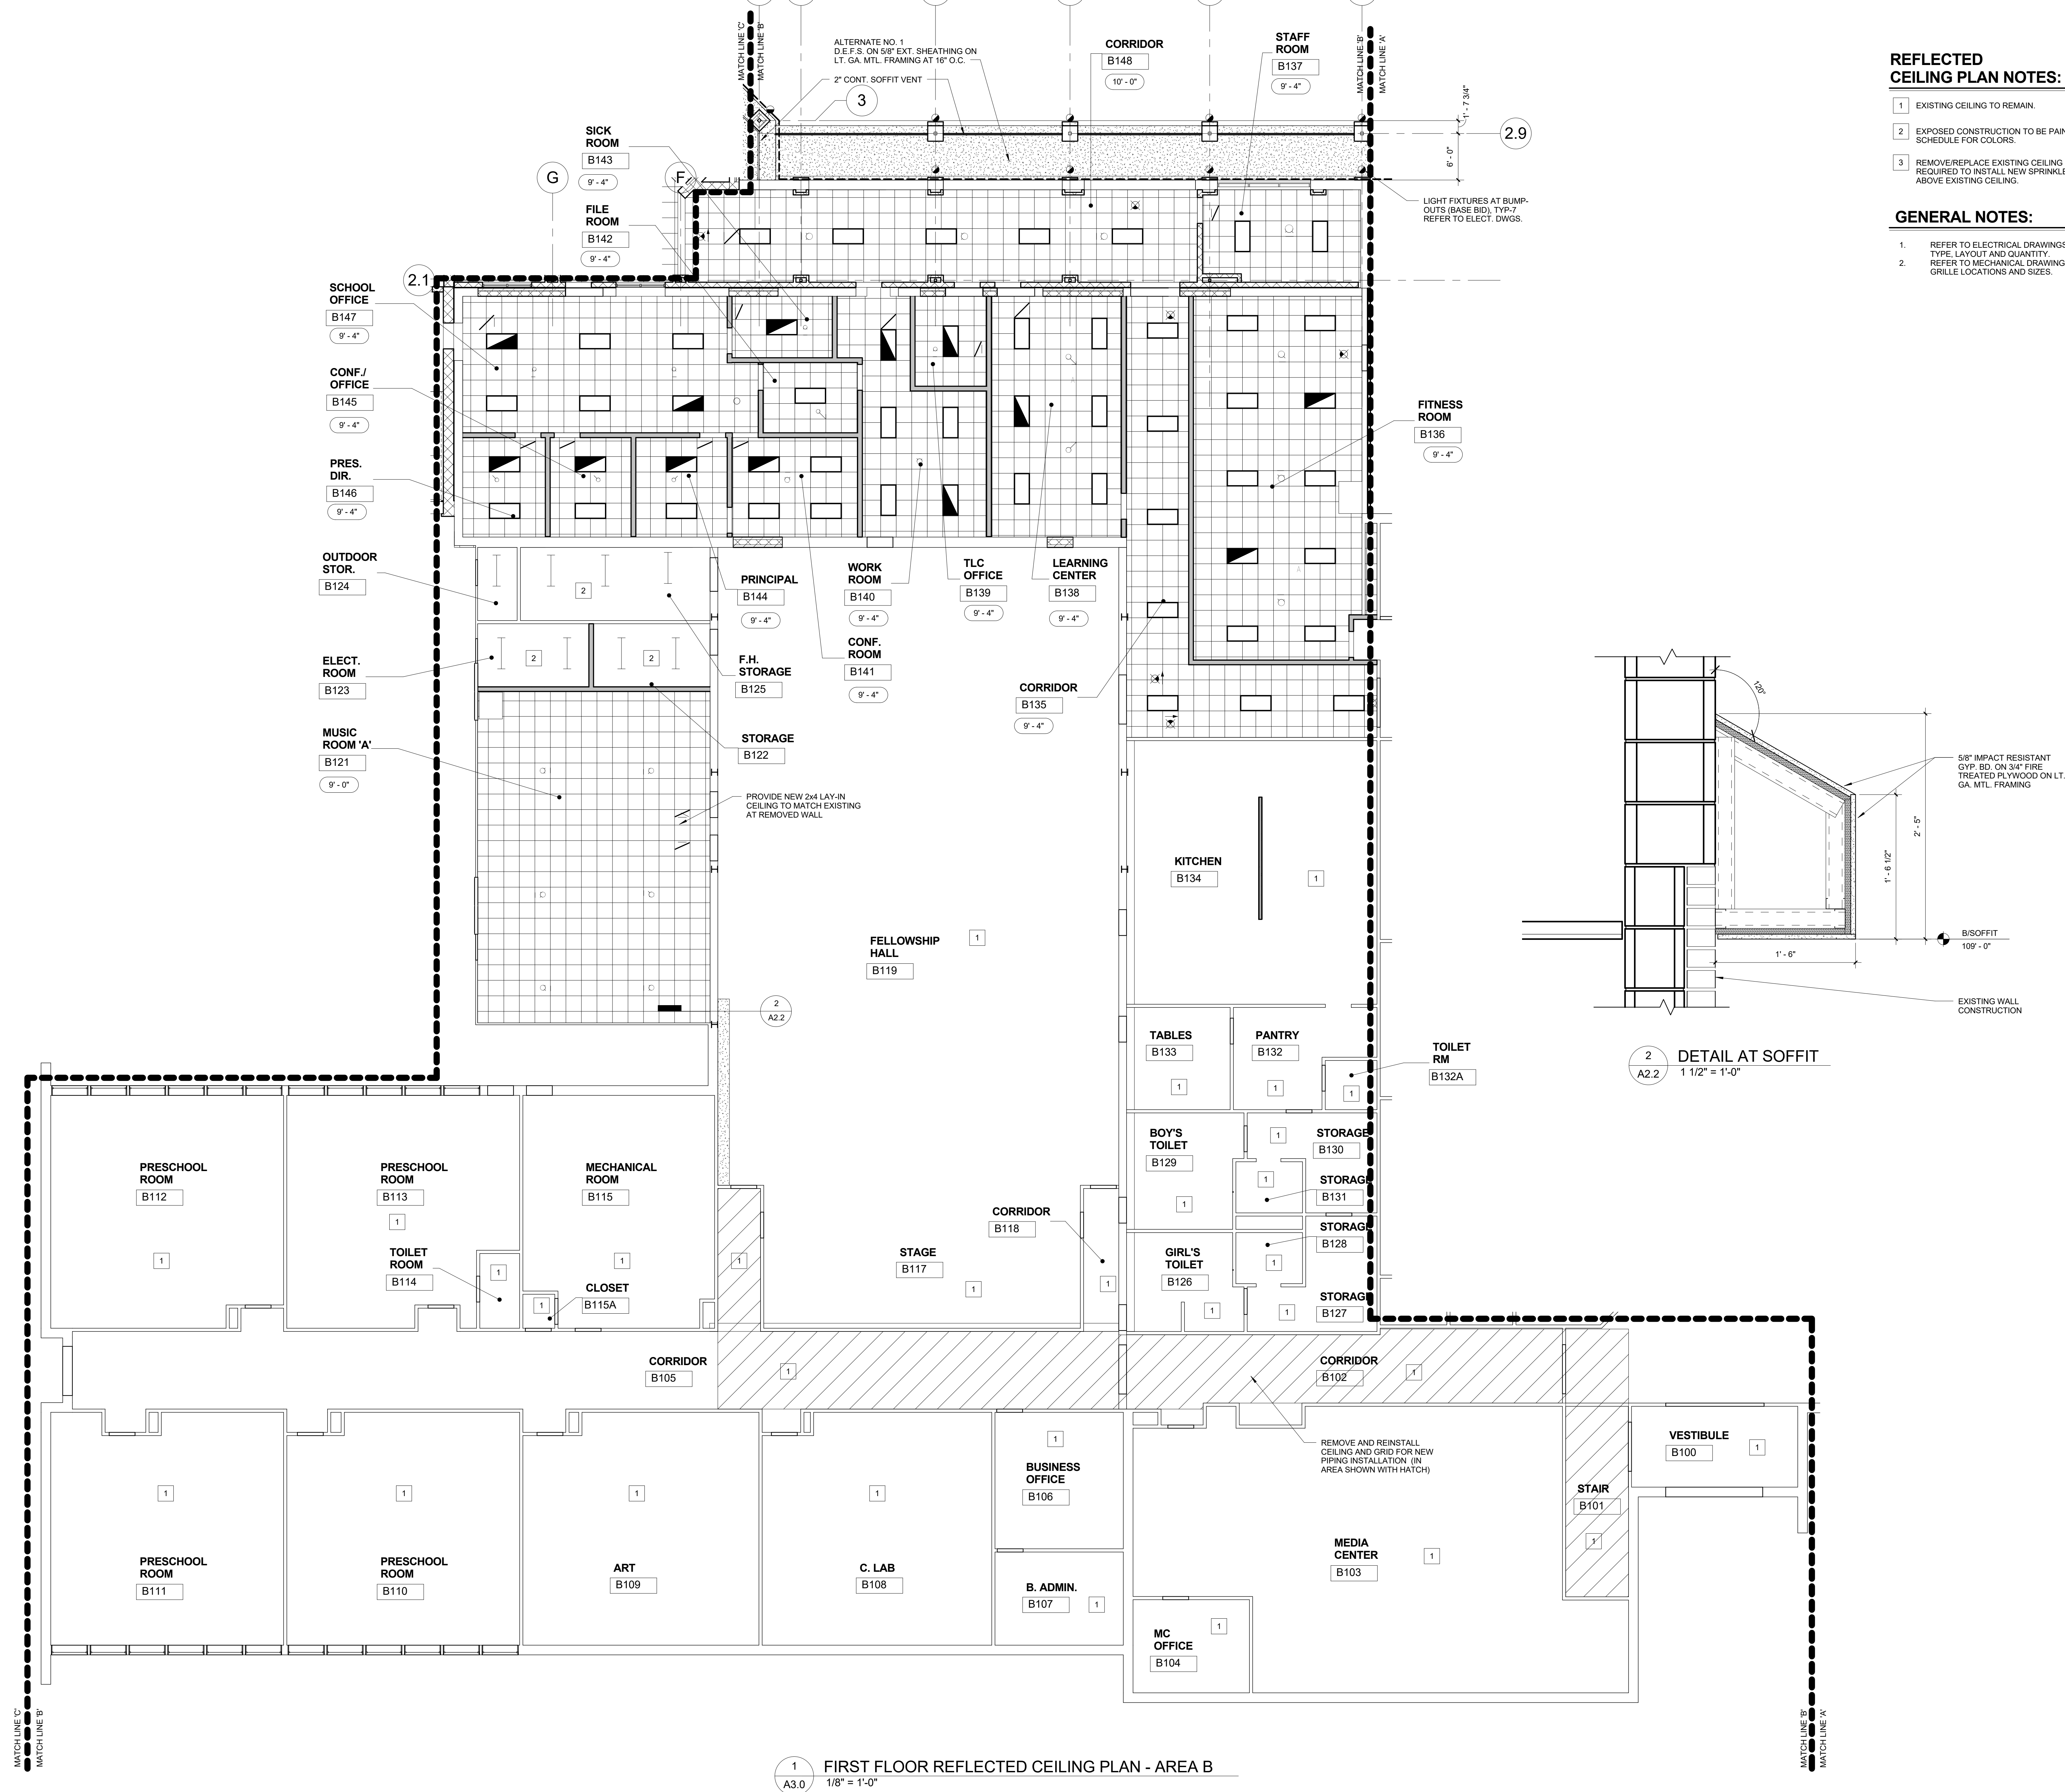 MATCH LINE 'C'
MATCH LINE 'B'
ALTERNATE NO. 1
D.E.F.S. ON 5/8" EXT. SHEATHING ON
LT. GA. MTL. FRAMING AT 16" O.C.
2" CONT. SOFFIT VENT
3
CORRIDOR
B148
10' - 0"
STAFF
ROOM
B137
9' - 4"
MATCH LINE 'B'
MATCH LINE 'A'
1' - 7 3/4"
6' - 0"
2.9
LIGHT FIXTURES AT BUMP-
OUTS (BASE BID), TYP-7
REFER TO ELECT. DWGS.
REFLECTED
CEILING PLAN NOTES:
1 EXISTING CEILING TO REMAIN.
2 EXPOSED CONSTRUCTION TO BE
SCHEDULE FOR COLORS.
3 REMOVE/REPLACE EXISTING CEILING
REQUIRED TO INSTALL NEW
ABOVE EXISTING CEILING.
GENERAL NOTES:
1. REFER TO ELECTRICAL DRAWINGS
TYPE, LAYOUT AND QUANTITY.
2. REFER TO MECHANICAL DRAWING
GRILLE LOCATIONS AND SIZES.
SICK
ROOM
B143
9' - 4"
G
F
FILE
ROOM
B142
9' - 4"
2.1
SCHOOL
OFFICE
B147
9' - 4"
CONF./
OFFICE
B145
9' - 4"
PRES.
DIR.
B146
9' - 4"
FITNESS
ROOM
B136
9' - 4"
OUTDOOR
STOR.
B124
2
PRINCIPAL
B144
9' - 4"
WORK
ROOM
B140
9' - 4"
TLC
OFFICE
B139
9' - 4"
LEARNING
CENTER
B138
9' - 4"
ELECT.
ROOM
B123
2
2
F.H.
STORAGE
B125
CONF.
ROOM
B141
9' - 4"
CORRIDOR
B135
9' - 4"
MUSIC
ROOM 'A'
B121
9' - 0"
STORAGE
B122
PROVIDE NEW 2x4 LAY-IN
CEILING TO MATCH EXISTING
AT REMOVED WALL
KITCHEN
B134
1
FELLOWSHIP
HALL
B119
1
2
A2.2
120°
5/8" IMPACT RESISTANT
GYP. BD. ON 3/4" FIRE
TREATED PLYWOOD ON LT.
GA. MTL. FRAMING
2' - 5"
1' - 6 1/2"
B/SOFFIT
109' - 0"
1' - 6"
EXISTING WALL
CONSTRUCTION
2
A2.2
DETAIL AT SOFFIT
1 1/2" = 1'-0"
TABLES
B133
1
PANTRY
B132
1
TOILET
RM
B132A
1
BOY'S
TOILET
B129
1
1
STORAGE
B130
1
STORAGE
B131
STORAGE
B128
1
GIRL'S
TOILET
B126
1
STORAGE
B127
1
PRESCHOOL
ROOM
B112
1
PRESCHOOL
ROOM
B113
1
MECHANICAL
ROOM
B115
1
TOILET
ROOM
B114
1
CLOSET
B115A
1
1
STAGE
B117
1
CORRIDOR
B118
1
CORRIDOR
B105
1
CORRIDOR
B102
1
REMOVE AND REINSTALL
CEILING AND GRID FOR NEW
PIPING INSTALLATION (IN
AREA SHOWN WITH HATCH)
VESTIBULE
B100
1
STAIR
B101
1
PRESCHOOL
ROOM
B111
1
PRESCHOOL
ROOM
B110
1
ART
B109
1
C. LAB
B108
1
BUSINESS
OFFICE
B106
1
B. ADMIN.
B107
1
MEDIA
CENTER
B103
1
MC
OFFICE
B104
1
MATCH LINE 'C'
MATCH LINE 'B'
MATCH LINE 'B'
MATCH LINE 'A'
1
A3.0
FIRST FLOOR REFLECTED CEILING PLAN - AREA B
1/8" = 1'-0"